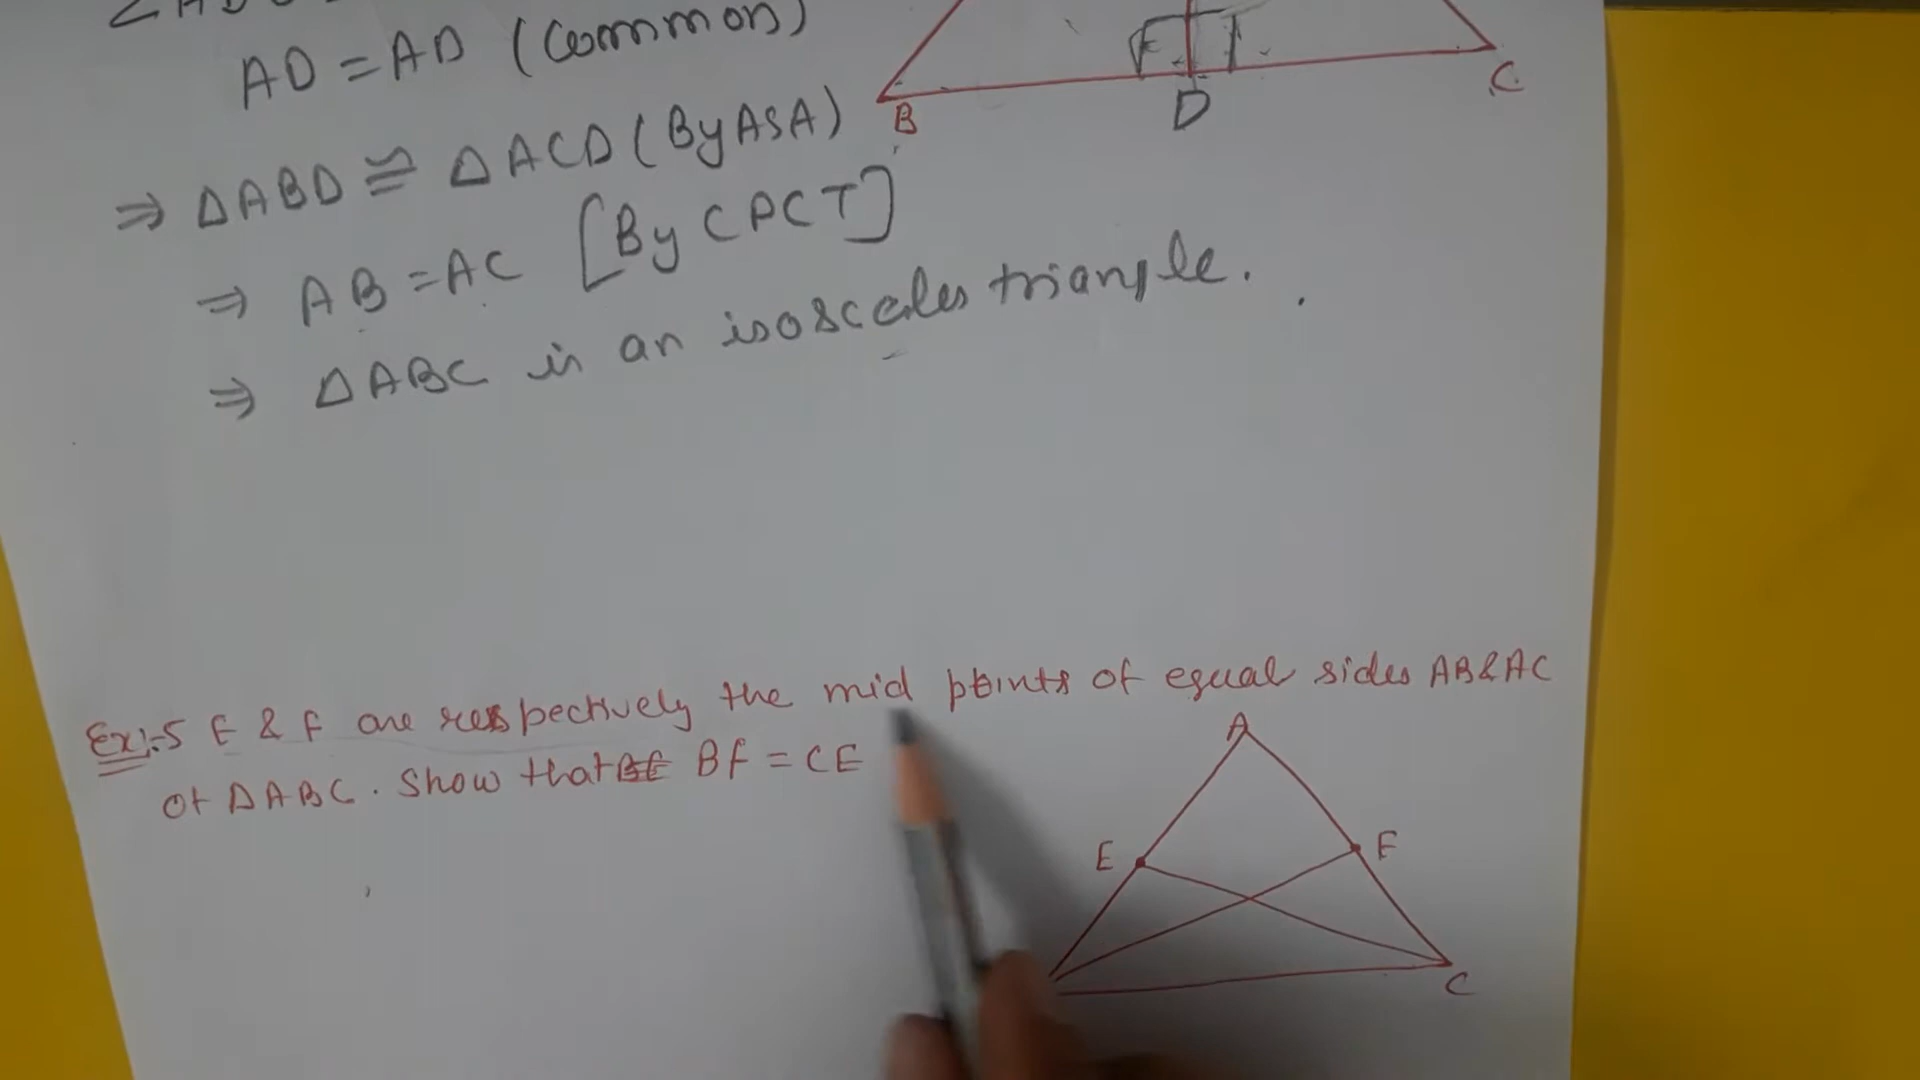 AD = AD (Common)
B
D
C
⇒ ΔABD ≅ ΔACD (By ASA)
⇒ AB = AC [By CPCT]
⇒ ΔABC is an isoscales triangle.
Ex:-5 E & F are respectively the mid points of equal sides AB & AC
of ΔABC. Show that BF = CE
A
E
F
C